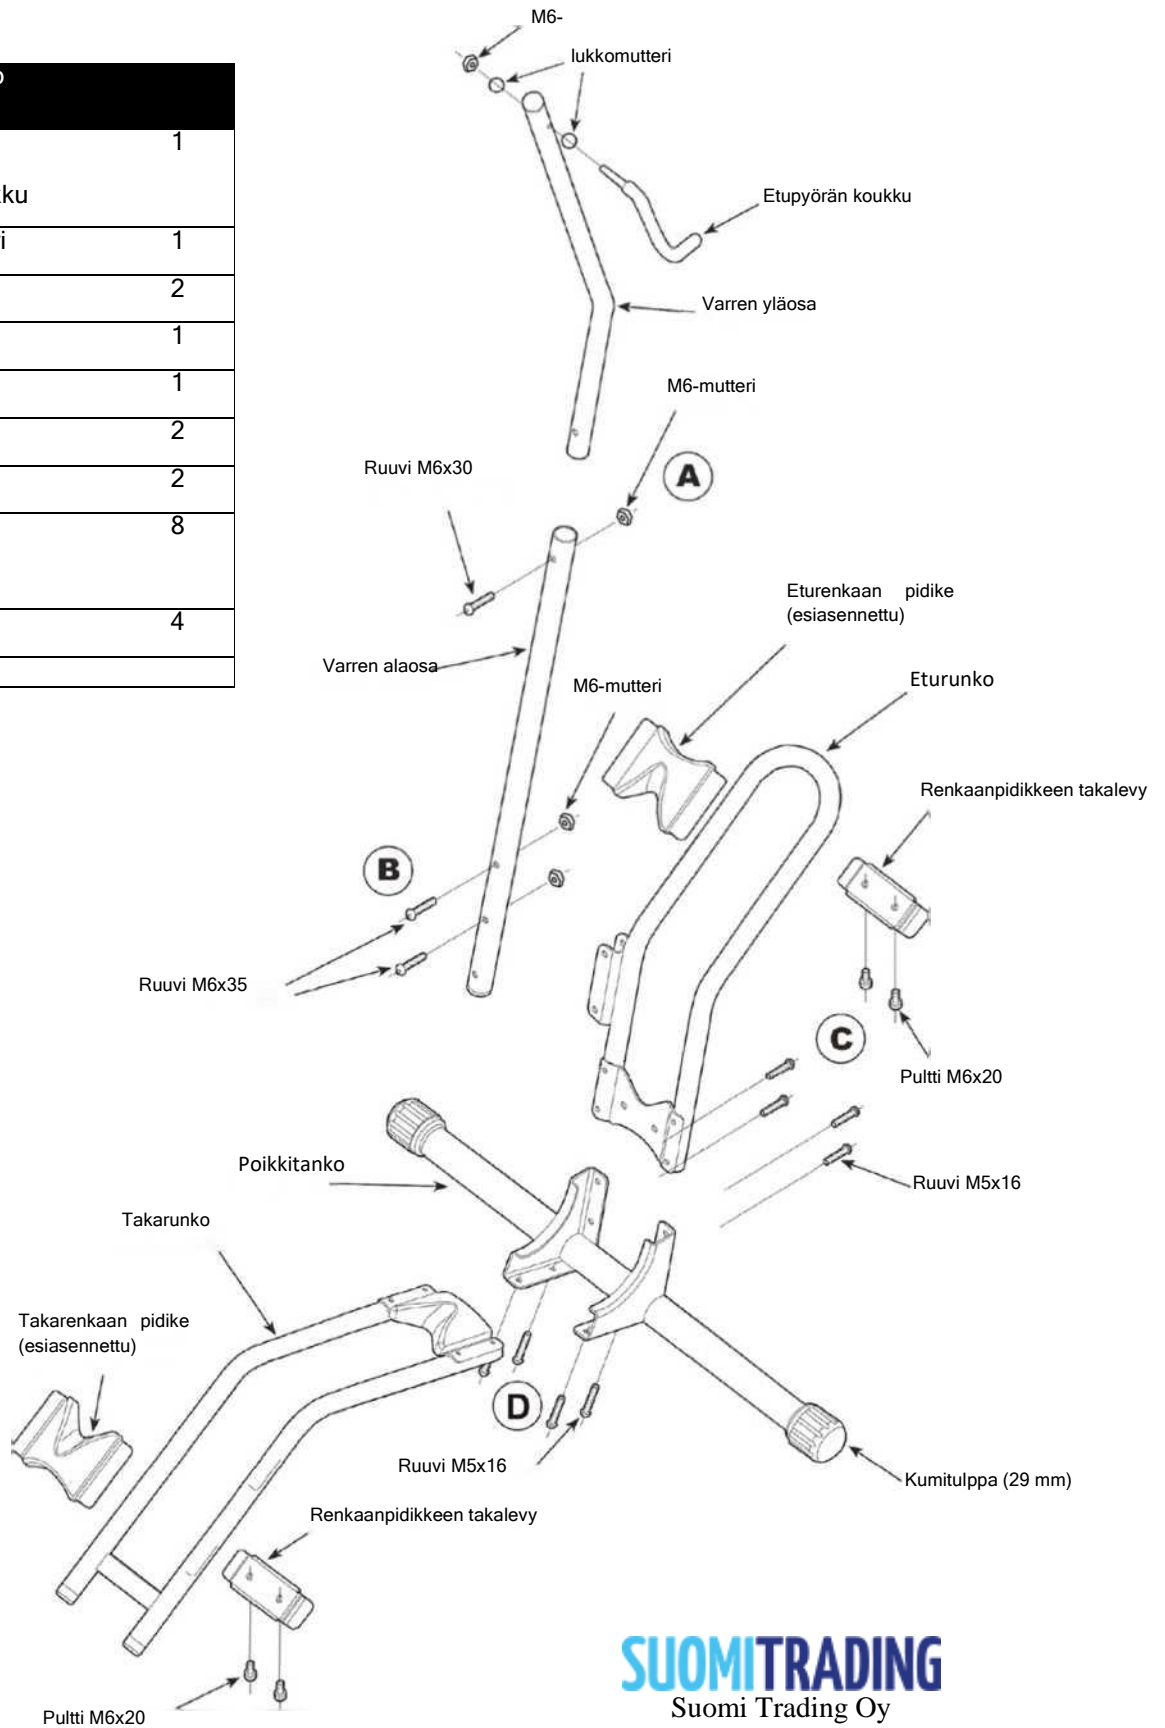 M6-
lukkomutteri
o
1
kku
i 1
2
1
1
2
2
8
4
Etupyörän koukku
Varren yläosa
M6-mutteri
Ruuvi M6x30
A
Eturenkaan pidike
(esiasennettu)
Varren alaosa
M6-mutteri
Eturunko
Renkaanpidikkeen takalevy
B
Ruuvi M6x35
C
Pultti M6x20
Poikkitanko
Ruuvi M5x16
Takarunko
Takarenkaan pidike
(esiasennettu)
D
Ruuvi M5x16
Kumitulppa (29 mm)
Renkaanpidikkeen takalevy
Pultti M6x20
SUOMITRADING
Suomi Trading Oy